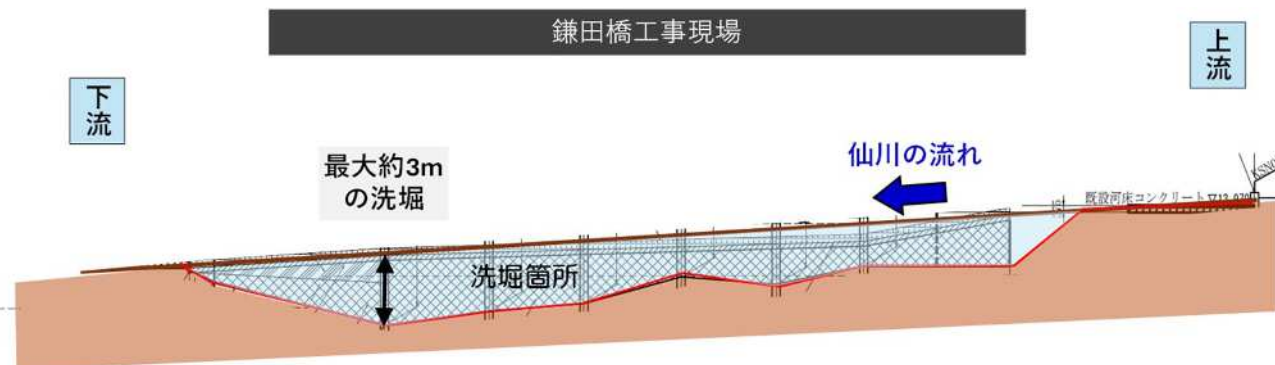 鎌田橋工事現場
上流
下流
最大約3m
の洗堀
仙川の流れ
既設河床コンクリート
洗堀箇所